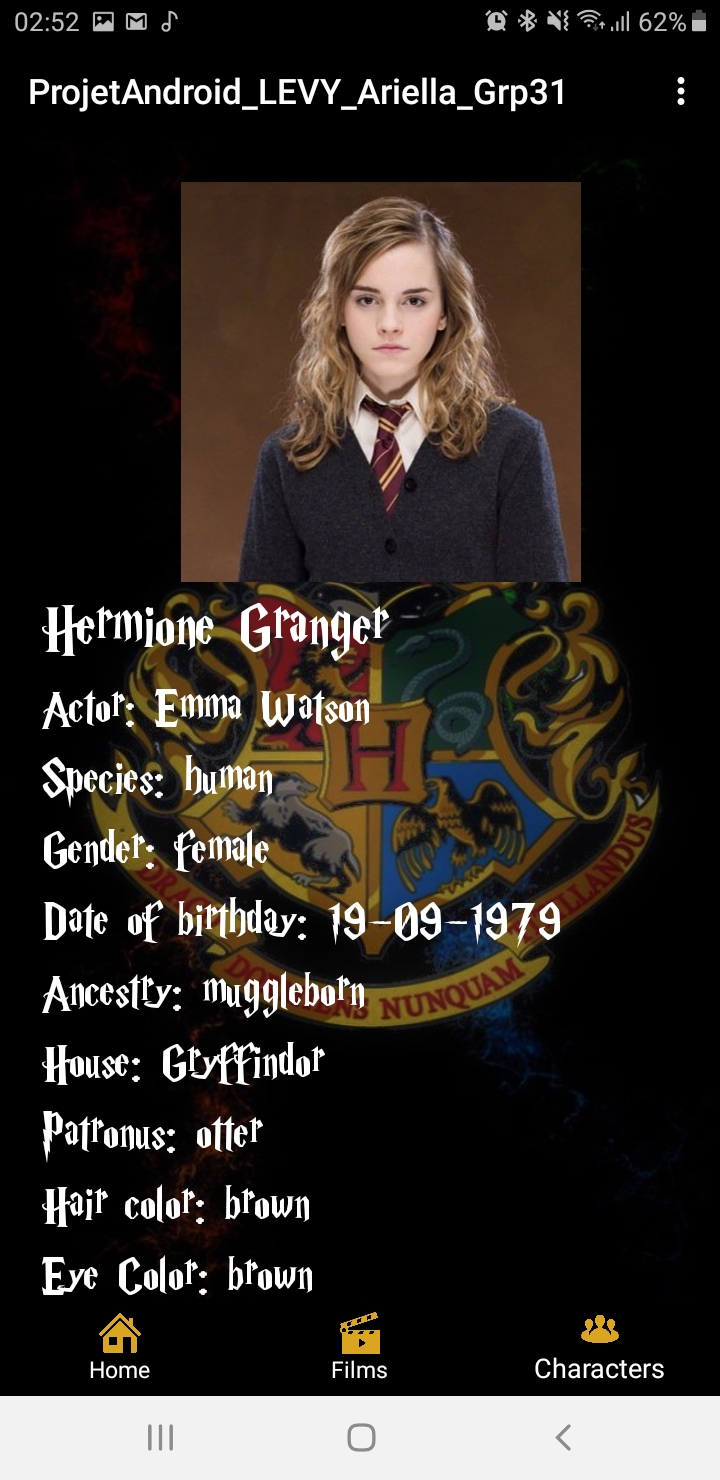 02:52 62%
ProjetAndroid_LEVY_Ariella_Grp31
Hermione Granger
Actor: Emma Watson
H
Species: human
Gender: female
Date of birthday: 19-09-1979
Ancestry: muggleborn
NUNQUAM
House: Gryffindor
Patronus: otter
Hair color: brown
Eye Color: brown
Home Films Characters